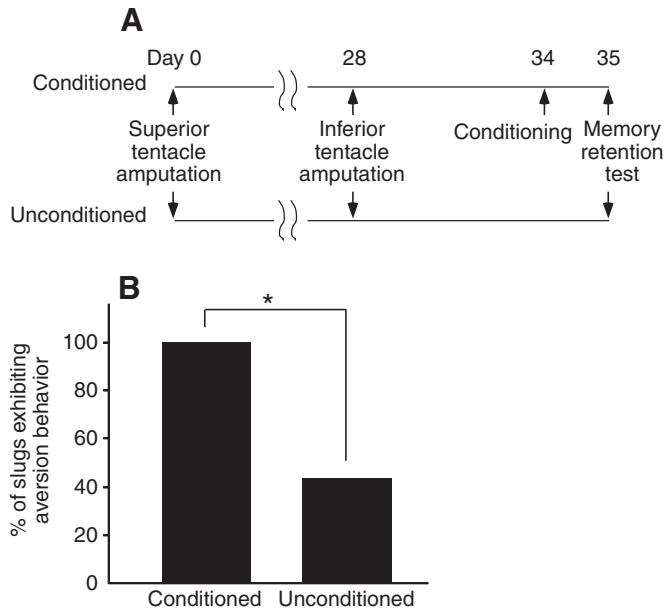 A
Day 0 28 34 35
Conditioned
Superior
tentacle
amputation
Inferior
tentacle
amputation
Conditioning
Memory
retention
test
Unconditioned
B
*
% of slugs exhibiting
aversion behavior
100
80
60
40
20
0
Conditioned Unconditioned